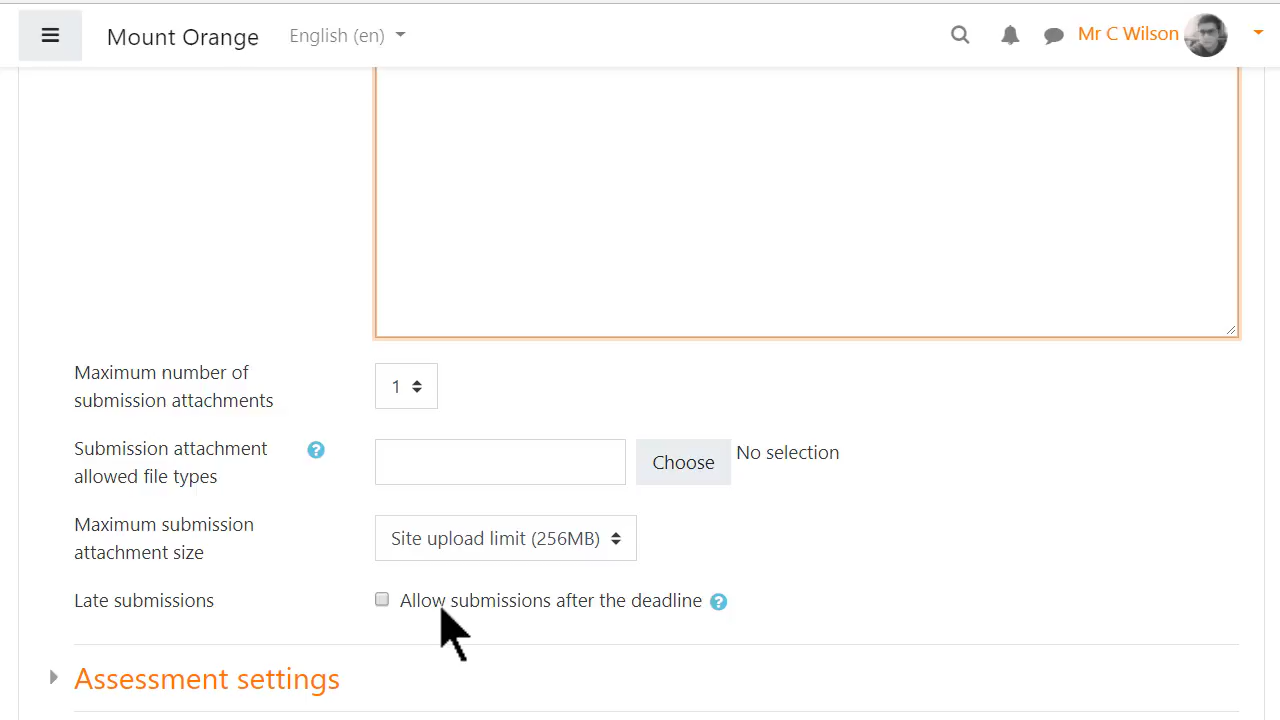 Mount Orange English (en) Mr C Wilson
Maximum number of
submission attachments
1
Submission attachment
allowed file types
Choose No selection
Maximum submission
attachment size
Site upload limit (256MB)
Late submissions
Allow submissions after the deadline
Assessment settings